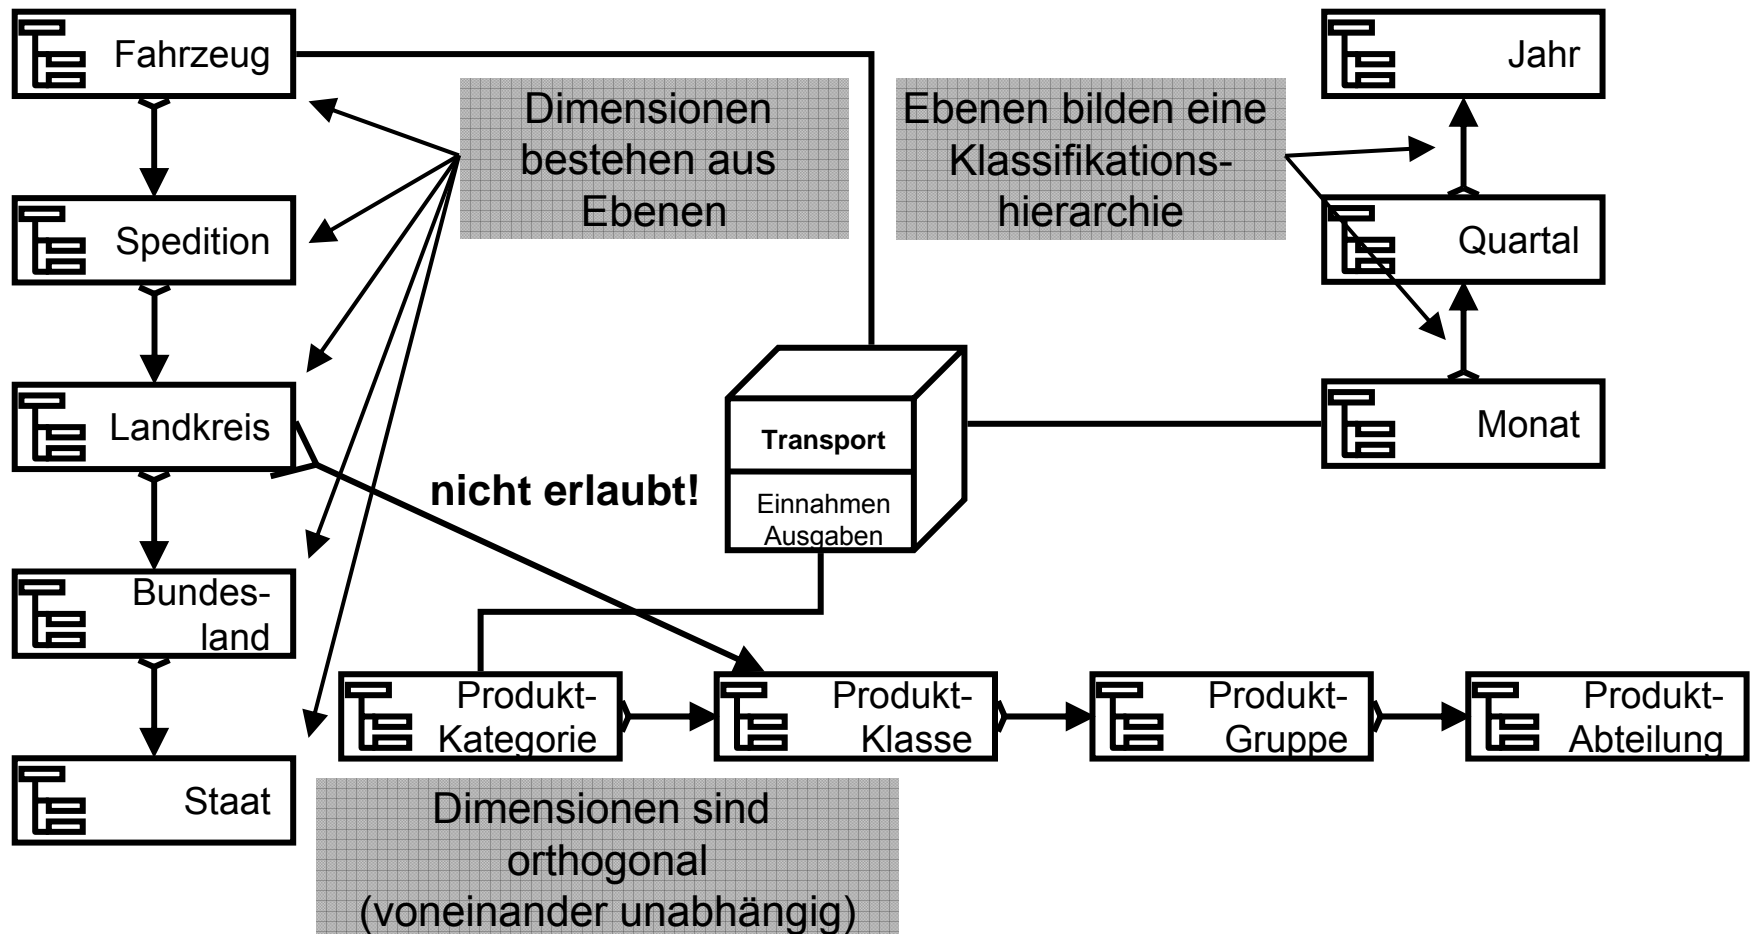 Fahrzeug
Jahr
Dimensionen
bestehen aus
Ebenen
Ebenen bilden eine
Klassifikations-
hierarchie
Spedition
Quartal
Landkreis
Transport
Monat
nicht erlaubt!
Einnahmen
Ausgaben
Bundes-
land
Produkt-
Kategorie
Produkt-
Klasse
Produkt-
Gruppe
Produkt-
Abteilung
Staat
Dimensionen sind
orthogonal
(voneinander unabhängig)